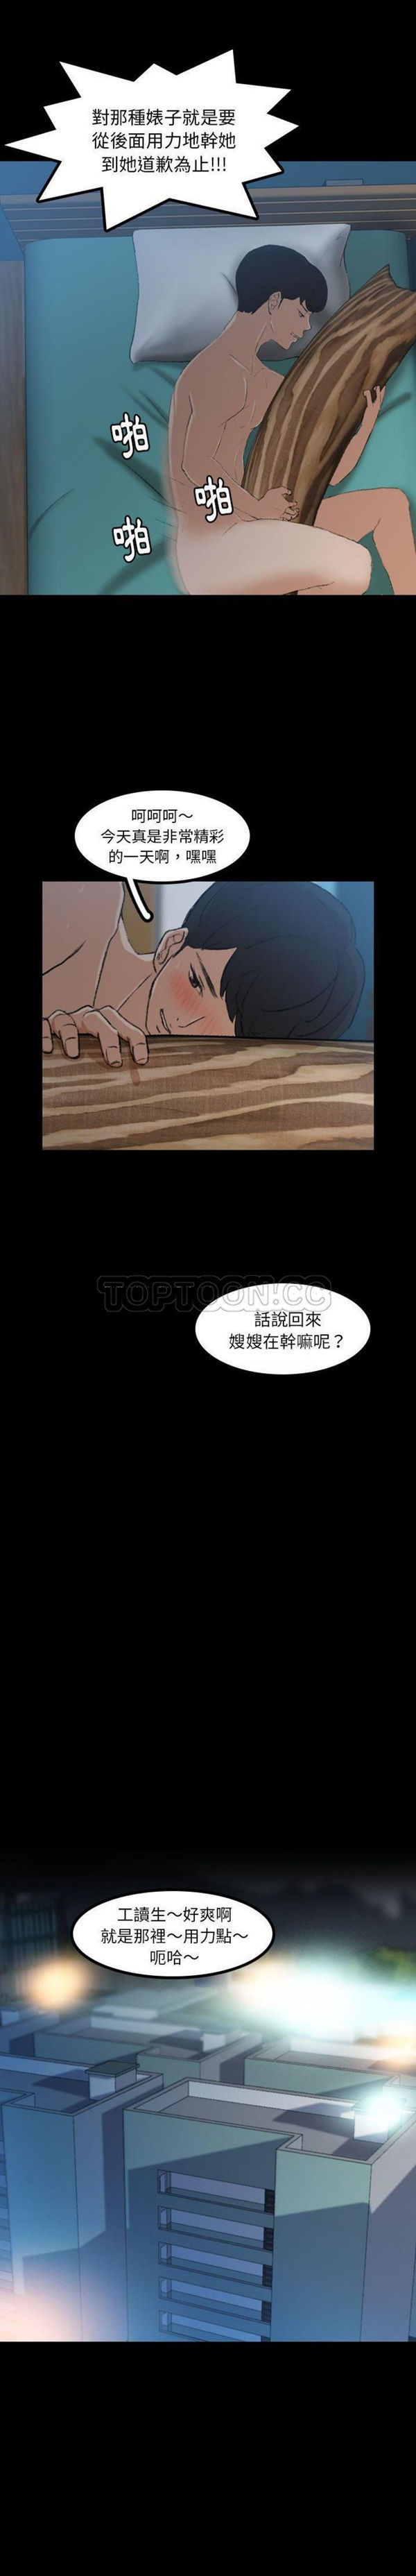 對那種婊子就是要
從後面用力地幹她
到她道歉為止!!!
啪
啪
啪
呵呵呵～
今天真是非常精彩
的一天啊，嘿嘿
TOPTOON.CC
話說回來
嫂嫂在幹嘛呢？
工讀生～好爽啊
就是那裡～用力點～
呃哈～